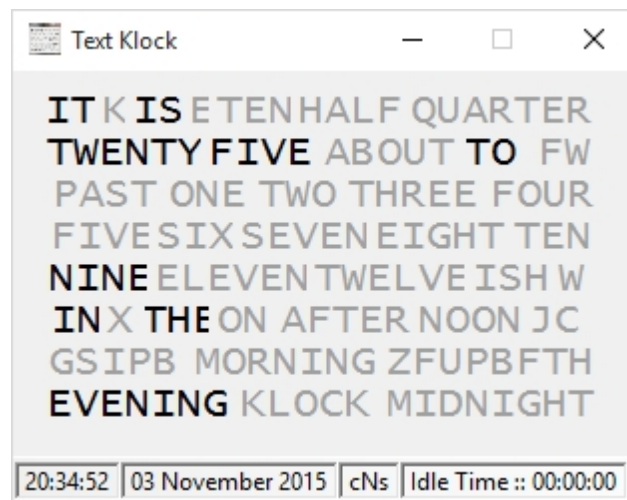 Text Klock
IT K IS E TEN HALF QUARTER
TWENTY FIVE ABOUT TO FW
PAST ONE TWO THREE FOUR
FIVE SIX SEVEN EIGHT TEN
NINE ELEVEN TWELVE ISH W
IN X THE ON AFTER NOON JC
GSIPB MORNING ZFUPBFTH
EVENING KLOCK MIDNIGHT
20:34:52 03 November 2015 cNs Idle Time :: 00:00:00